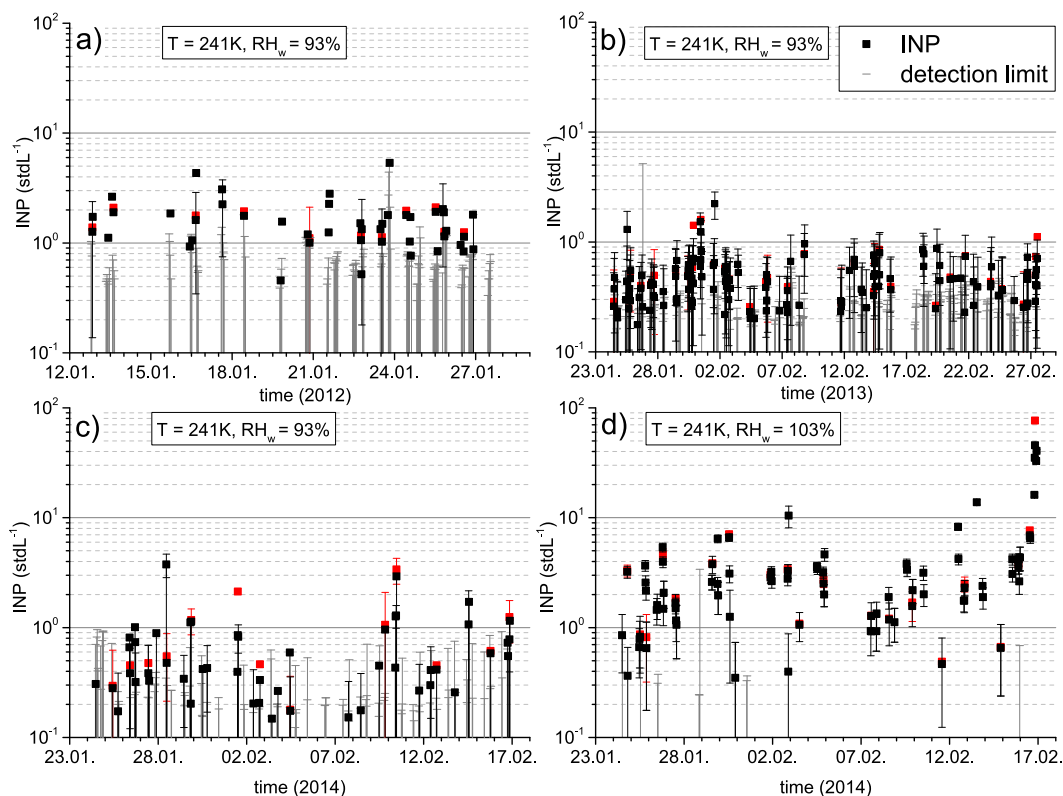 a)
T = 241K, RHw = 93%
INP (stdL⁻¹)
10²
10¹
10⁰
10⁻¹
12.01. 15.01. 18.01. 21.01. 24.01. 27.01.
time (2012)
b)
T = 241K, RHw = 93%
INP
detection limit
INP (stdL⁻¹)
10²
10¹
10⁰
10⁻¹
23.01. 28.01. 02.02. 07.02. 12.02. 17.02. 22.02. 27.02.
time (2013)
c)
T = 241K, RHw = 93%
INP (stdL⁻¹)
10²
10¹
10⁰
10⁻¹
23.01. 28.01. 02.02. 07.02. 12.02. 17.02.
time (2014)
d)
T = 241K, RHw = 103%
INP (stdL⁻¹)
10²
10¹
10⁰
10⁻¹
23.01. 28.01. 02.02. 07.02. 12.02. 17.02.
time (2014)